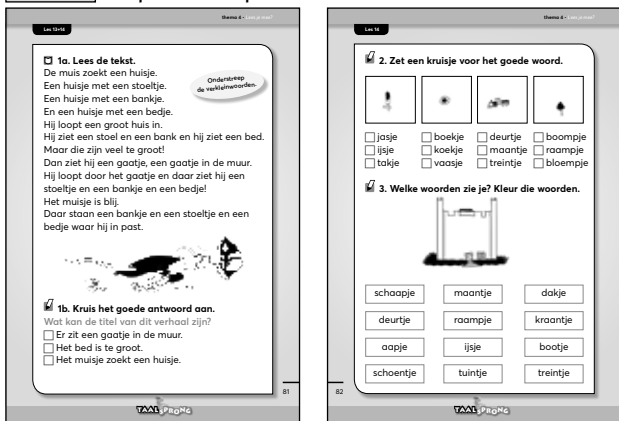 thema 4 - Lees je mee?
Les 13+14
1a. Lees de tekst.
De muis zoekt een huisje.
Een huisje met een stoeltje.
Een huisje met een bankje.
En een huisje met een bedje.
Hij loopt een groot huis in.
Hij ziet een stoel en een bank en hij ziet een bed.
Maar die zijn veel te groot!
Dan ziet hij een gaatje, een gaatje in de muur.
Hij loopt door het gaatje en daar ziet hij een
stoeltje en een bankje en een bedje!
Het muisje is blij.
Daar staan een bankje en een stoeltje en een
bedje waar hij in past.
Onderstreep
de verkleinwoorden.
1b. Kruis het goede antwoord aan.
Wat kan de titel van dit verhaal zijn?
Er zit een gaatje in de muur.
Het bed is te groot.
Het muisje zoekt een huisje.
81
TAAL SPRONG
thema 4 - Lees je mee?
Les 14
2. Zet een kruisje voor het goede woord.
jasje boekje deurtje boompje
ijsje koekje maantje raampje
takje vaasje treintje bloempje
3. Welke woorden zie je? Kleur die woorden.
schaapje maantje dakje
deurtje raampje kraantje
aapje ijsje bootje
schoentje tuintje treintje
82
TAAL SPRONG